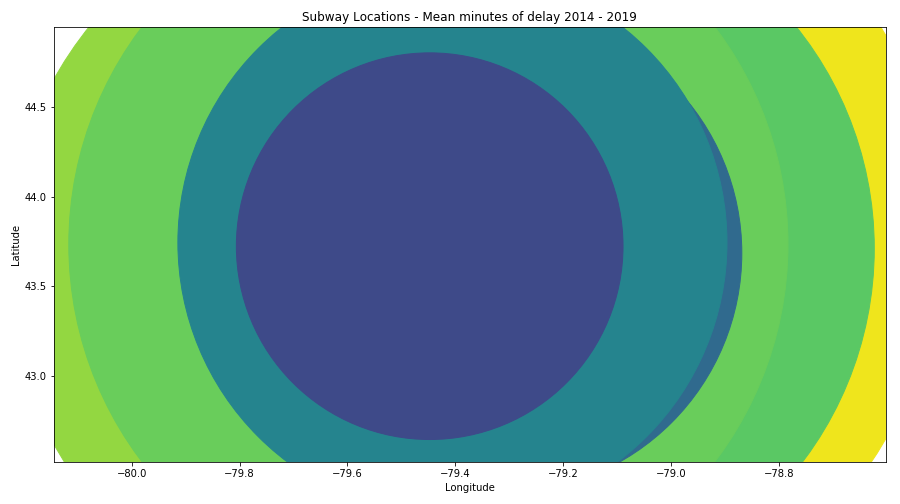 Subway Locations - Mean minutes of delay 2014 - 2019
44.5
44.0
43.5
43.0
Latitude
−80.0 −79.8 −79.6 −79.4 −79.2 −79.0 −78.8
Longitude